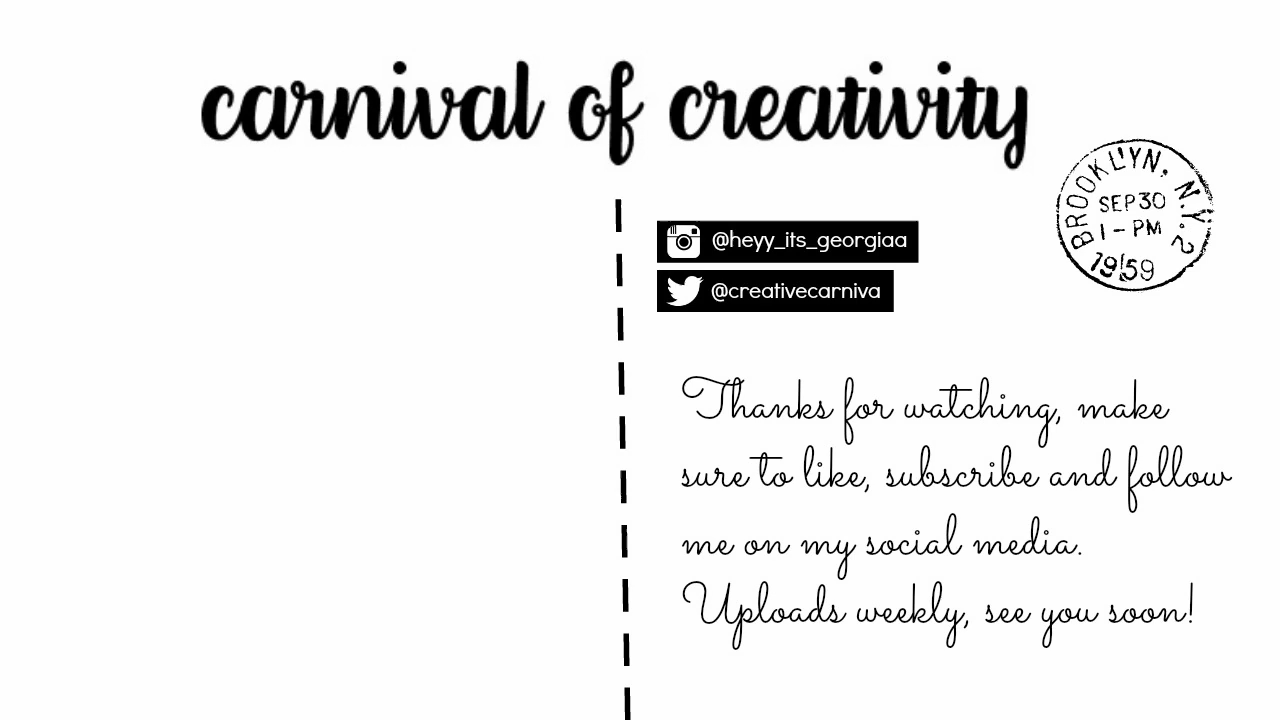 carnival of creativity
BROOKLYN, N.Y. 2
SEP 30
1 - PM
1959
@heyy_its_georgiaa
@creativecarniva
Thanks for watching, make
sure to like, subscribe and follow
me on my social media.
Uploads weekly, see you soon!